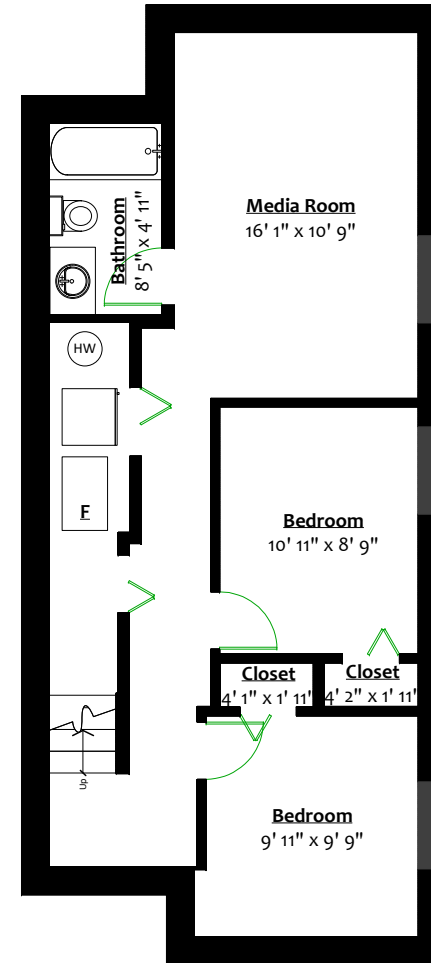 Media Room
16' 1" x 10' 9"
Bathroom
8' 5" x 4' 11"
HW
F
Bedroom
10' 11" x 8' 9"
Closet
4' 1" x 1' 11"
Closet
4' 2" x 1' 11"
Up
Bedroom
9' 11" x 9' 9"